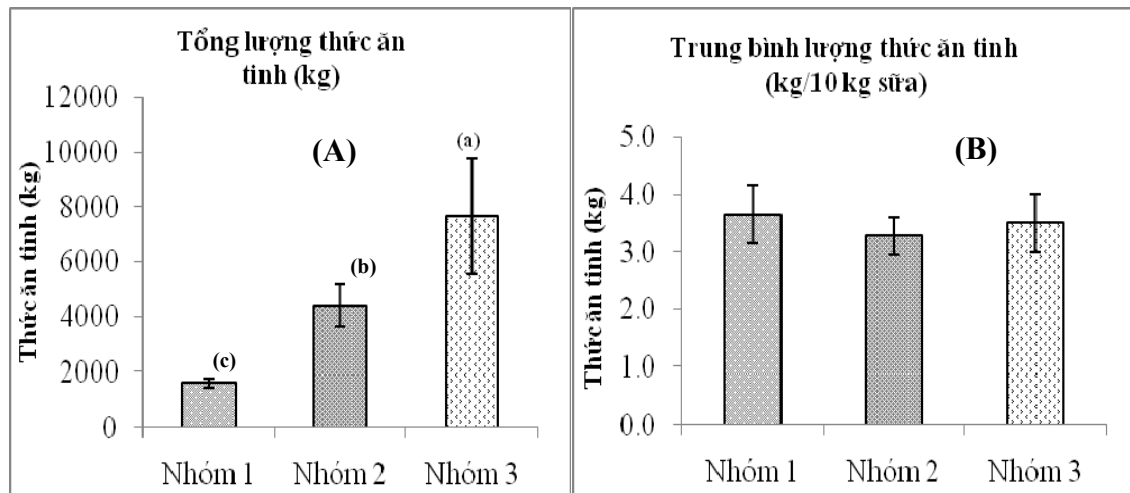 Tổng lượng thức ăn
tinh (kg)
(A)
Thức ăn tinh (kg)
12000
10000
8000
6000
4000
2000
0
(c)
(b)
(a)
Nhóm 1
Nhóm 2
Nhóm 3
Trung bình lượng thức ăn tinh
(kg/10 kg sữa)
(B)
Thức ăn tinh (kg)
5.0
4.0
3.0
2.0
1.0
0.0
Nhóm 1
Nhóm 2
Nhóm 3